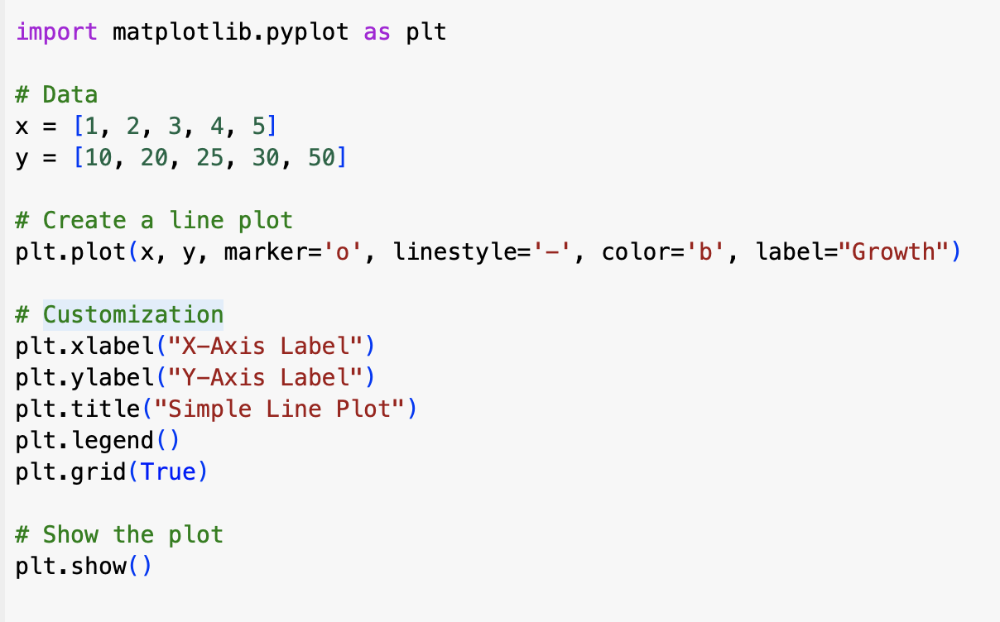 import matplotlib.pyplot as plt
# Data
x = [1, 2, 3, 4, 5]
y = [10, 20, 25, 30, 50]
# Create a line plot
plt.plot(x, y, marker='o', linestyle='-', color='b', label="Growth")
# Customization
plt.xlabel("X-Axis Label")
plt.ylabel("Y-Axis Label")
plt.title("Simple Line Plot")
plt.legend()
plt.grid(True)
# Show the plot
plt.show()